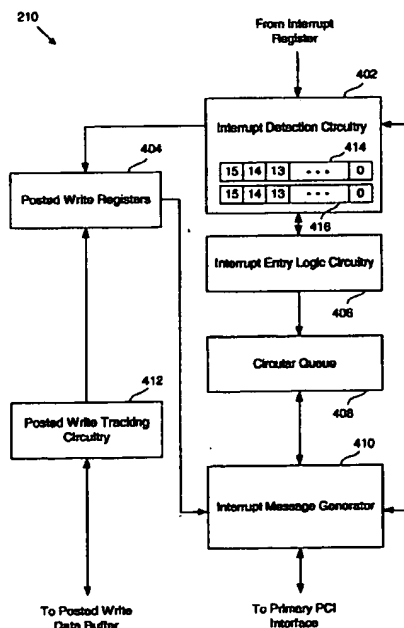 210
From Interrupt
Register
402
Interrupt Detection Circuitry
414
15 14 13 • • • 0
15 14 13 • • • 0
416
404
Posted Write Registers
Interrupt Entry Logic Circuitry
406
Circular Queue
408
412
Posted Write Tracking
Circuitry
410
Interrupt Message Generator
To Posted Write
Data Buffer
To Primary PCI
Interface